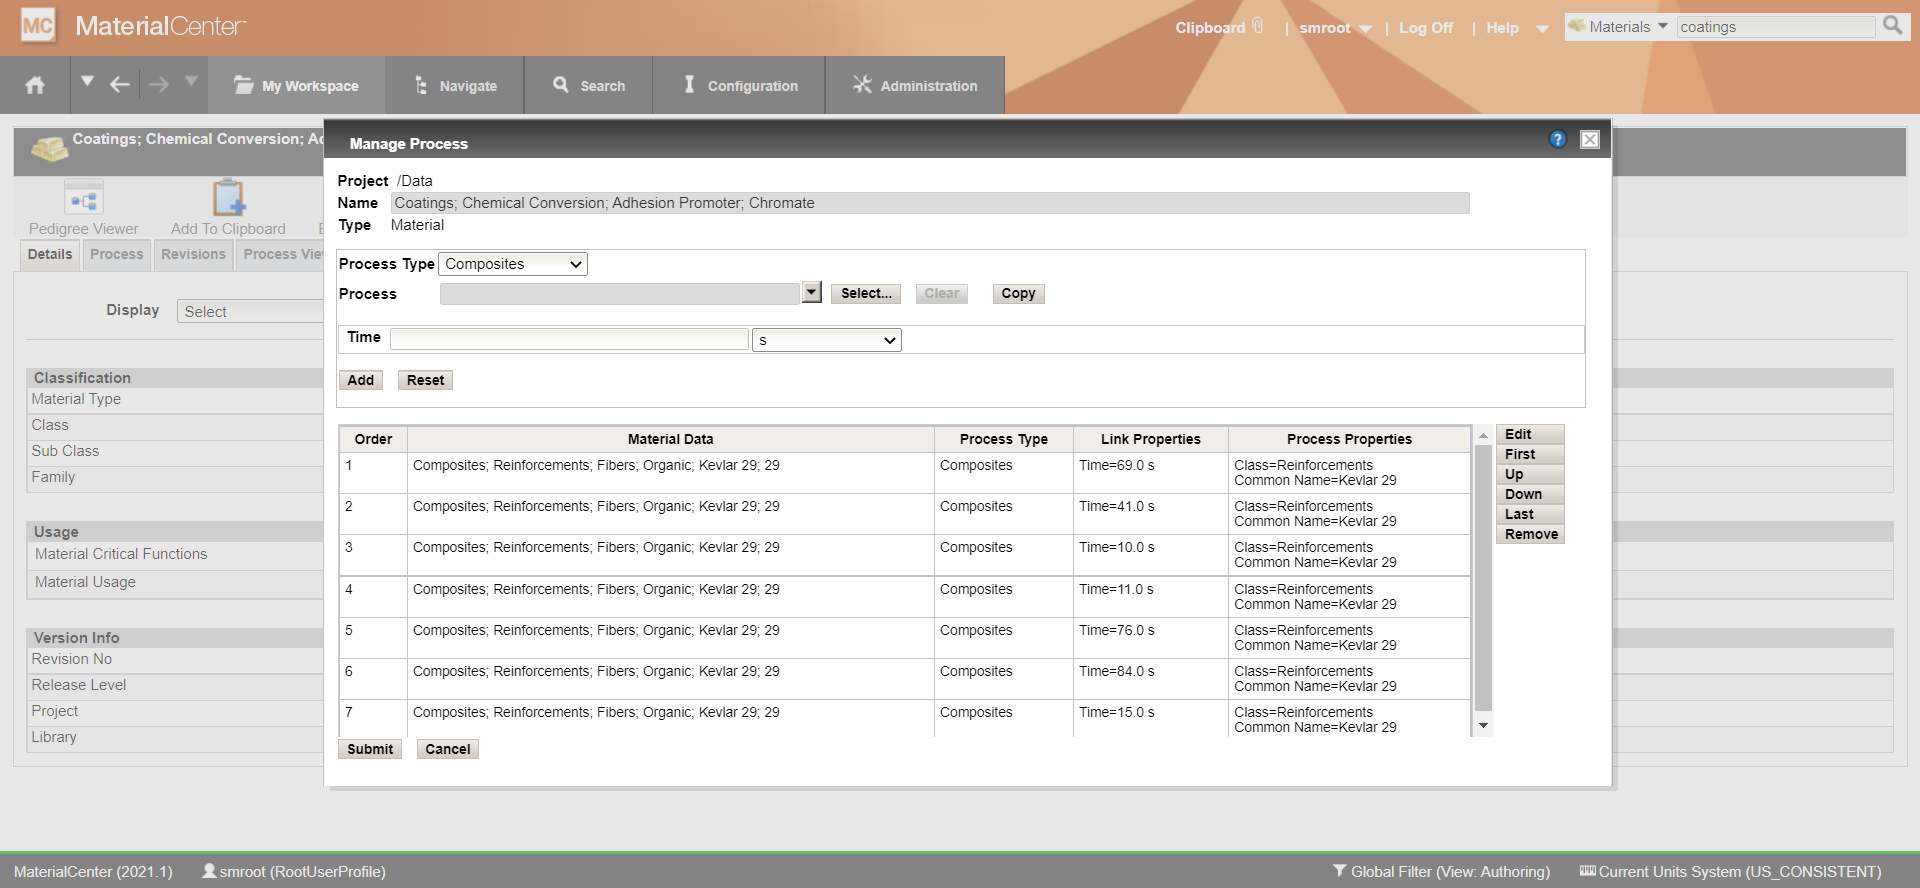 MC MaterialCenter
Clipboard | smroot | Log Off | Help Materials coatings
My Workspace Navigate Search Configuration Administration
Coatings; Chemical Conversion; Ad
Pedigree Viewer Add To Clipboard
Details Process Revisions Process Vie
Display Select
Classification
Material Type
Class
Sub Class
Family
Usage
Material Critical Functions
Material Usage
Version Info
Revision No
Release Level
Project
Library
Manage Process ?
Project /Data
Name Coatings; Chemical Conversion; Adhesion Promoter; Chromate
Type Material
Process Type Composites
Process Select... Clear Copy
Time s
Add Reset
Order Material Data Process Type Link Properties Process Properties
1 Composites; Reinforcements; Fibers; Organic; Kevlar 29; 29 Composites Time=69.0 s Class=Reinforcements
Common Name=Kevlar 29
2 Composites; Reinforcements; Fibers; Organic; Kevlar 29; 29 Composites Time=41.0 s Class=Reinforcements
Common Name=Kevlar 29
3 Composites; Reinforcements; Fibers; Organic; Kevlar 29; 29 Composites Time=10.0 s Class=Reinforcements
Common Name=Kevlar 29
4 Composites; Reinforcements; Fibers; Organic; Kevlar 29; 29 Composites Time=11.0 s Class=Reinforcements
Common Name=Kevlar 29
5 Composites; Reinforcements; Fibers; Organic; Kevlar 29; 29 Composites Time=76.0 s Class=Reinforcements
Common Name=Kevlar 29
6 Composites; Reinforcements; Fibers; Organic; Kevlar 29; 29 Composites Time=84.0 s Class=Reinforcements
Common Name=Kevlar 29
7 Composites; Reinforcements; Fibers; Organic; Kevlar 29; 29 Composites Time=15.0 s Class=Reinforcements
Common Name=Kevlar 29
Edit
First
Up
Down
Last
Remove
Submit Cancel
MaterialCenter (2021.1) smroot (RootUserProfile) Global Filter (View: Authoring) Current Units System (US_CONSISTENT)